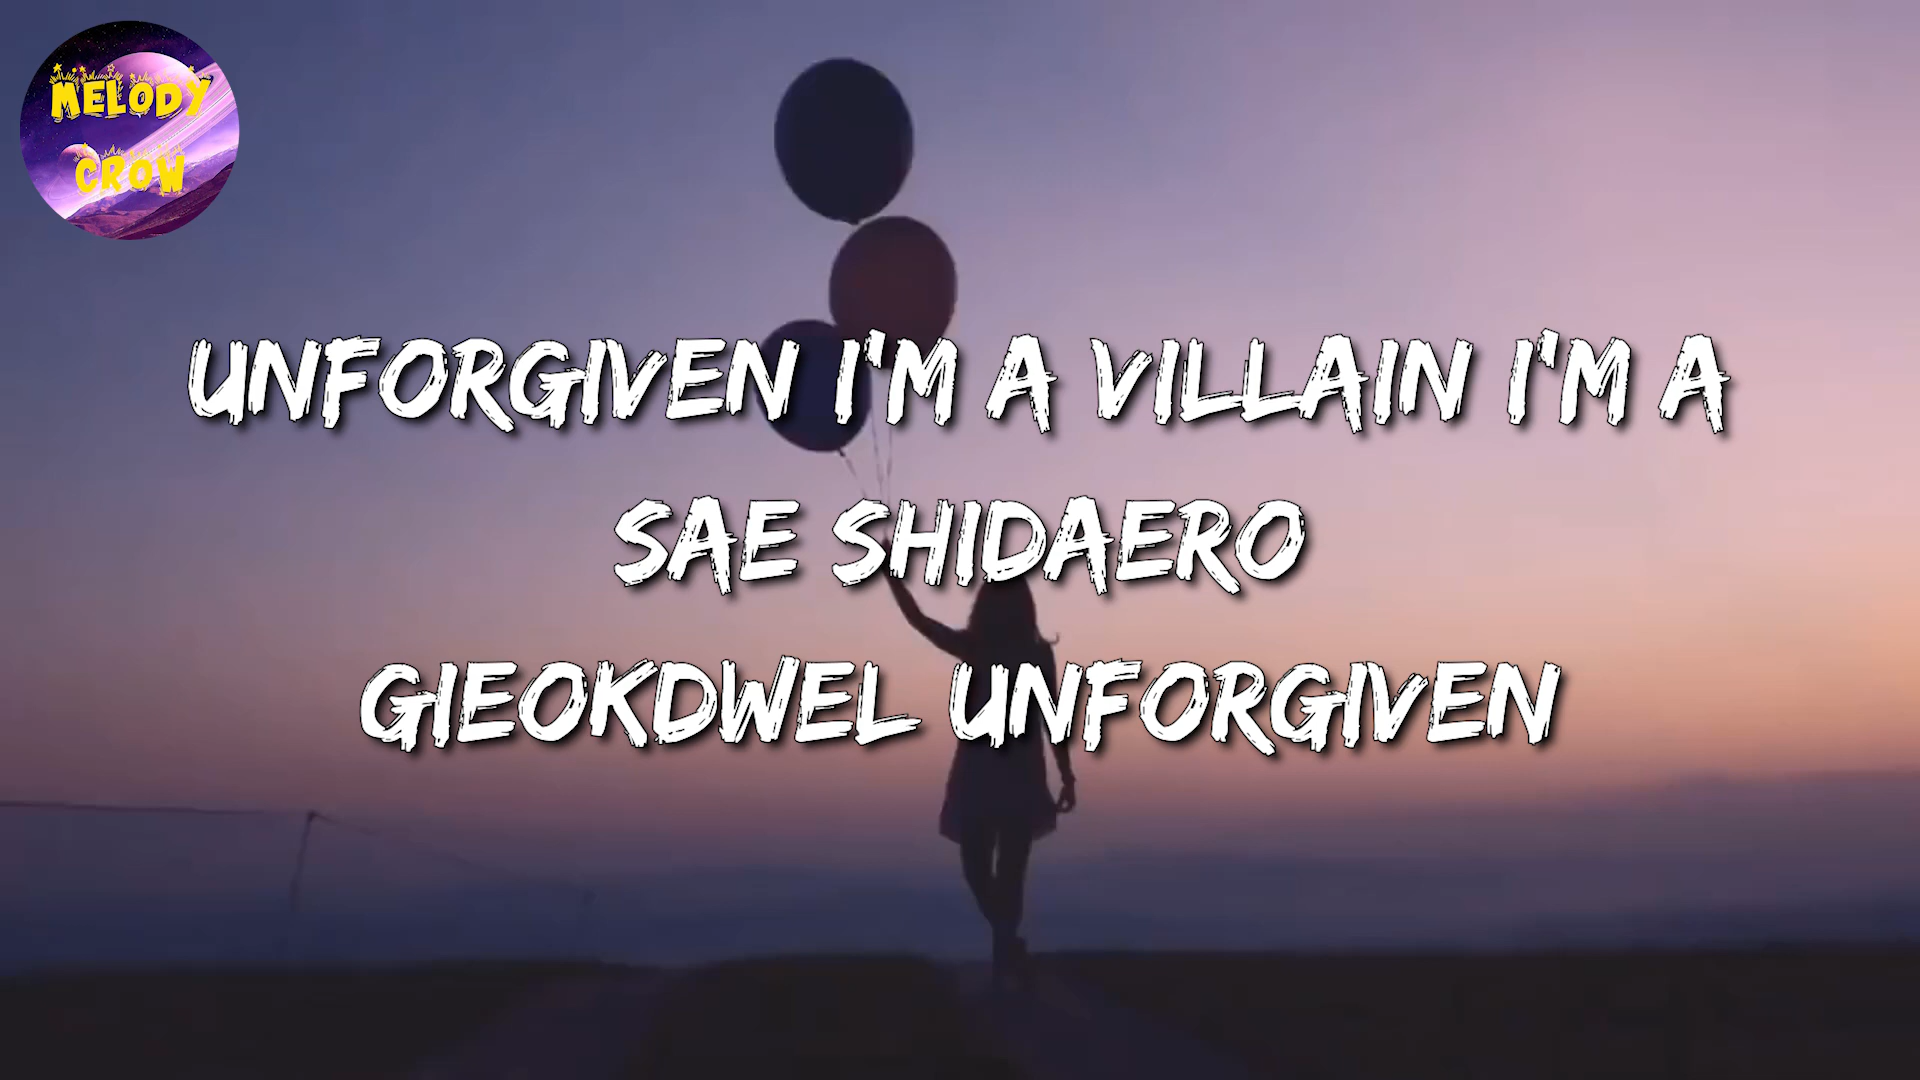 MELODY
CROW
UNFORGIVEN I'M A VILLAIN I'M A
SAE SHIDAERO
GIEOKDWEL UNFORGIVEN